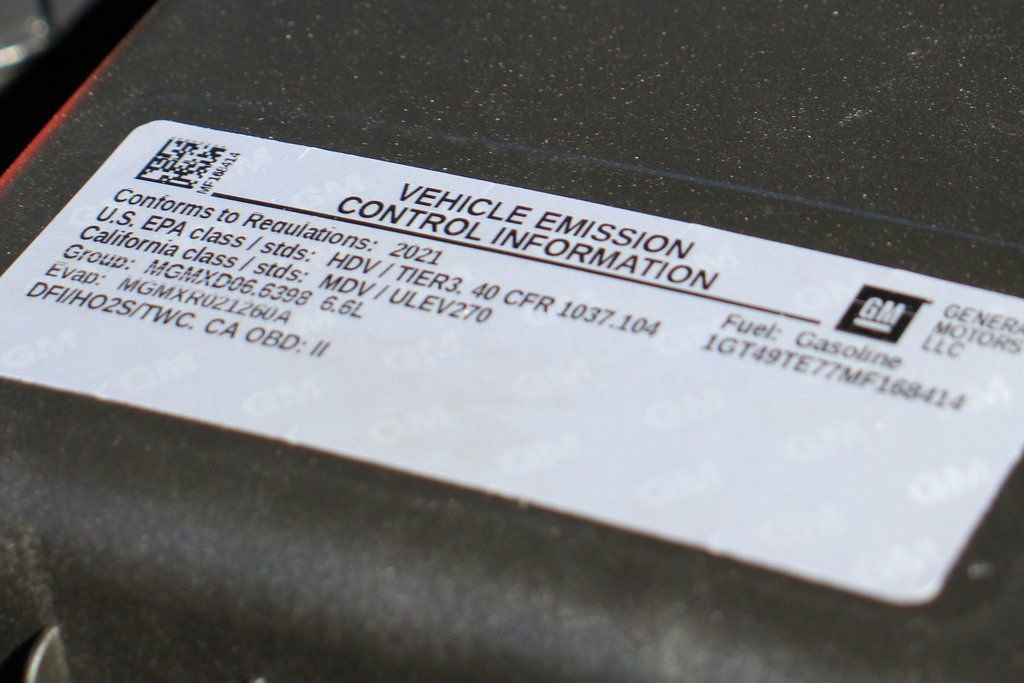 MF168414
VEHICLE EMISSION
CONTROL INFORMATION
Conforms to Regulations: 2021
U.S. EPA class / stds: HDV / TIER3. 40 CFR 1037.104
California class / stds: MDV / ULEV270
Group: MGMXD06.6398 6.6L
Evap: MGMXR021260A
DFI/HO2S/TWC. CA OBD: II
Fuel: Gasoline
1GT49TE77MF168414
GM
GENERA
MOTORS
LLC